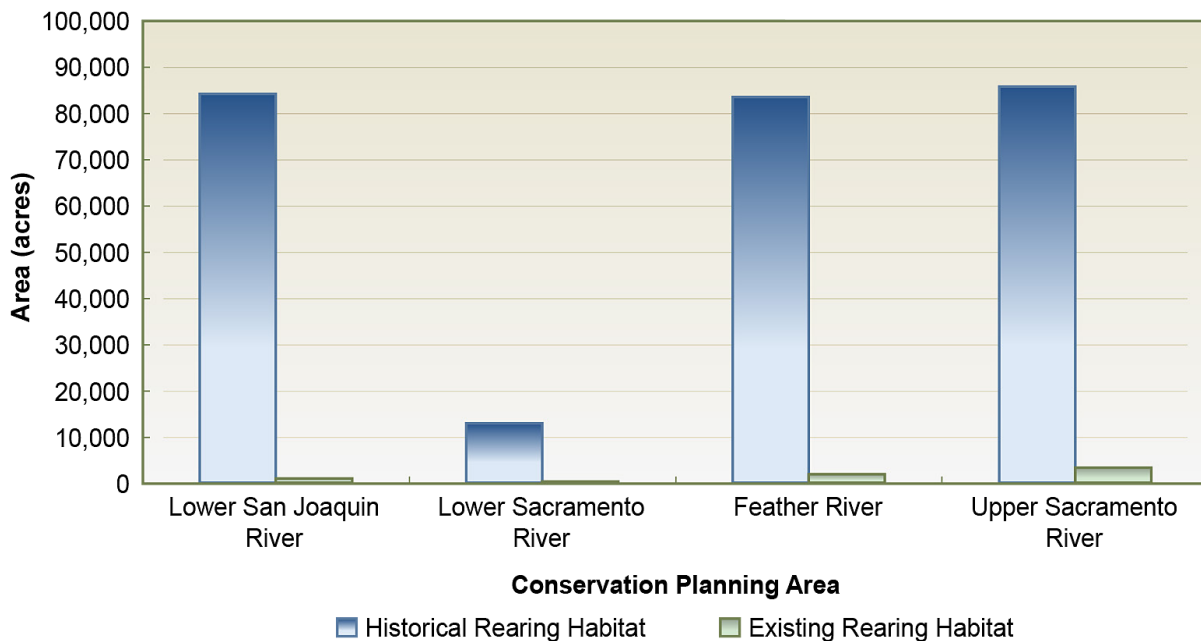 100,000
90,000
80,000
70,000
60,000
50,000
40,000
30,000
20,000
10,000
0
Area (acres)
Lower San Joaquin
River
Lower Sacramento
River
Feather River
Upper Sacramento
River
Conservation Planning Area
Historical Rearing Habitat
Existing Rearing Habitat